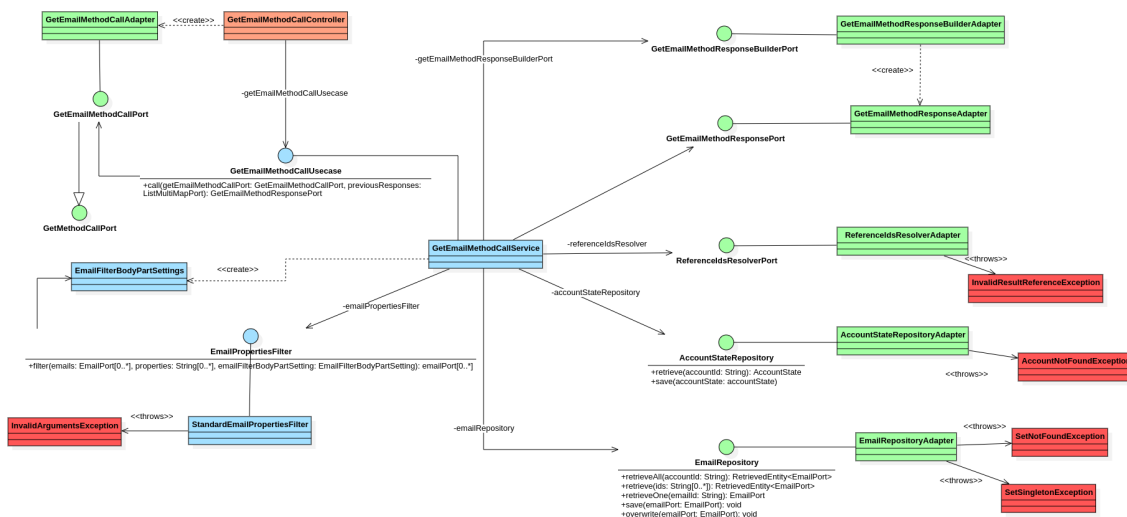 GetEmailMethodCallAdapter
<<create>>
GetEmailMethodCallController
GetEmailMethodResponseBuilderAdapter
GetEmailMethodResponseBuilderPort
-getEmailMethodResponseBuilderPort
<<create>>
-getEmailMethodCallUsecase
GetEmailMethodCallPort
GetEmailMethodResponseAdapter
GetEmailMethodResponsePort
GetEmailMethodCallUsecase
+call(getEmailMethodCallPort: GetEmailMethodCallPort, previousResponses:
ListMultiMapPort): GetEmailMethodResponsePort
GetMethodCallPort
GetEmailMethodCallService
-referenceIdsResolver
ReferenceIdsResolverAdapter
ReferenceIdsResolverPort
<<throws>>
EmailFilterBodyPartSettings
<<create>>
InvalidResultReferenceException
-accountStateRepository
-emailPropertiesFilter
EmailPropertiesFilter
+filter(emails: EmailPort[0..*], properties: String[0..*], emailFilterBodyPartSetting: EmailFilterBodyPartSetting): emailPort[0..*]
AccountStateRepositoryAdapter
AccountStateRepository
+retrieve(accountId: String): AccountState
+save(accountState: accountState)
AccountNotFoundException
<<throws>>
InvalidArgumentsException
<<throws>>
StandardEmailPropertiesFilter
-emailRepository
EmailRepositoryAdapter
<<throws>>
SetNotFoundException
EmailRepository
+retrieveAll(accountId: String): RetrievedEntity<EmailPort>
+retrieve(ids: String[0..*]): RetrievedEntity<EmailPort>
+retrieveOne(emailId: String): EmailPort
+save(emailPort: EmailPort): void
+overwrite(emailPort: EmailPort): void
<<throws>>
SetSingletonException